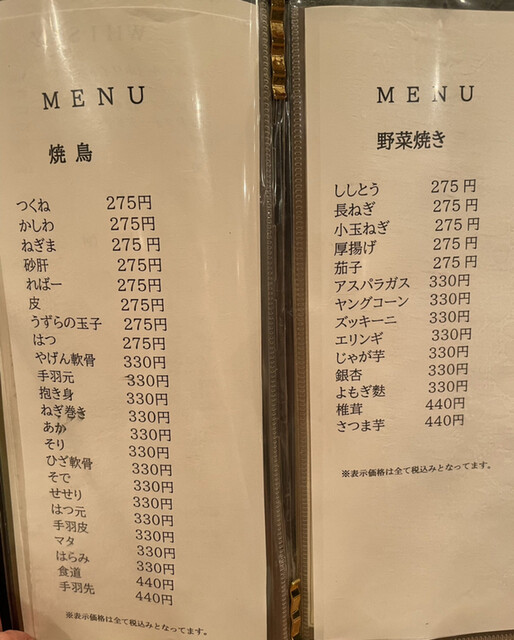 MENU
焼鳥
つくね 275円
かしわ 275円
ねぎま 275円
砂肝 275円
ればー 275円
皮 275円
うずらの玉子 275円
はつ 275円
やげん軟骨 330円
手羽元 330円
抱き身 330円
ねぎ巻き 330円
あか 330円
そり 330円
ひざ軟骨 330円
そで 330円
せせり 330円
はつ元 330円
手羽皮 330円
マタ 330円
はらみ 330円
食道 440円
手羽先 440円
※表示価格は全て税込みとなってます。
MENU
野菜焼き
ししとう 275円
長ねぎ 275円
小玉ねぎ 275円
厚揚げ 275円
茄子 275円
アスパラガス 330円
ヤングコーン 330円
ズッキーニ 330円
エリンギ 330円
じゃが芋 330円
銀杏 330円
よもぎ麩 330円
椎茸 440円
さつま芋 440円
※表示価格は全て税込みとなってます。